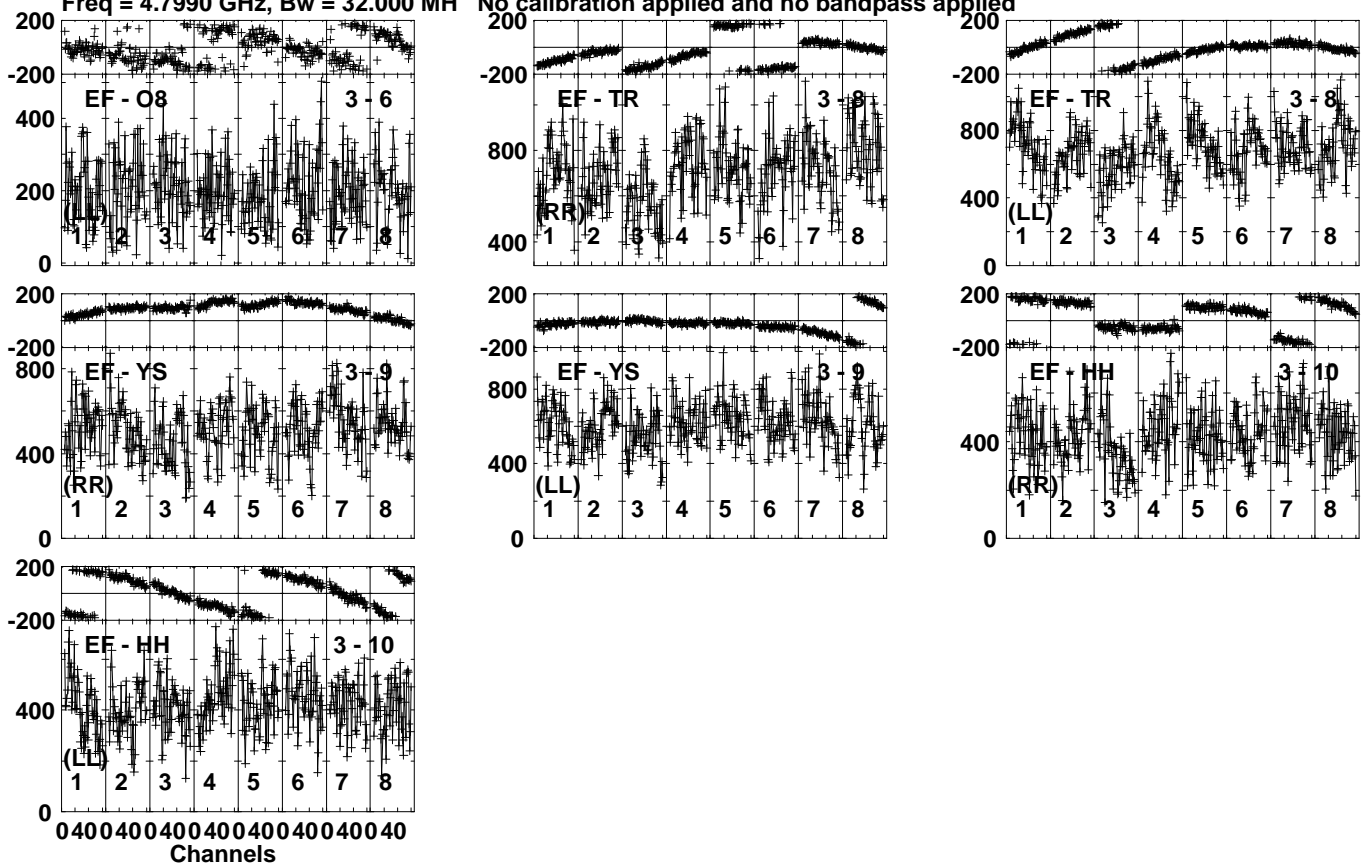 Freq = 4.7990 GHz, Bw = 32.000 MH No calibration applied and no bandpass applied
200
-200
EF - O8 3 - 6
400
200
0
(LL)
1 2 3 4 5 6 7 8
200
-200
EF - TR 3 - 8
800
400
(RR)
1 2 3 4 5 6 7 8
200
-200
EF - TR 3 - 8
800
400
0
(LL)
1 2 3 4 5 6 7 8
200
-200
EF - YS 3 - 9
800
400
0
(RR)
1 2 3 4 5 6 7 8
200
-200
EF - YS 3 - 9
800
400
0
(LL)
1 2 3 4 5 6 7 8
200
-200
EF - HH 3 - 10
400
0
(RR)
1 2 3 4 5 6 7 8
200
-200
EF - HH 3 - 10
400
0
(LL)
1 2 3 4 5 6 7 8
0 40 0 40 0 40 0 40 0 40 0 40 0 40 0 40
Channels